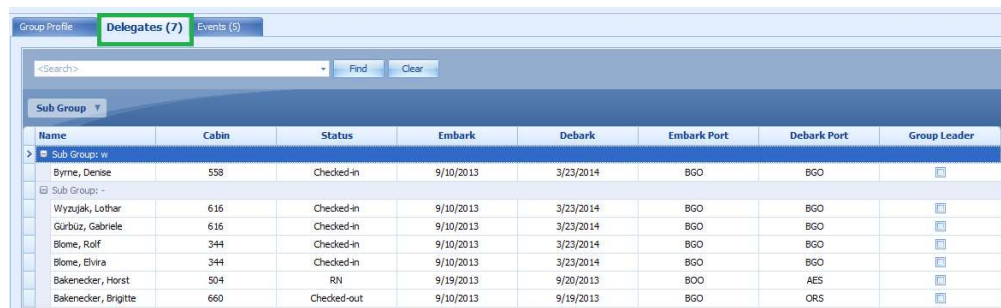 Group Profile Delegates (7) Events (5)
<Search> Find Clear
Sub Group
Name Cabin Status Embark Debark Embark Port Debark Port Group Leader
Sub Group: w
Byrne, Denise 558 Checked-in 9/10/2013 3/23/2014 BGO BGO
Sub Group: -
Wyzujak, Lothar 616 Checked-in 9/10/2013 3/23/2014 BGO BGO
Gürbüz, Gabriele 616 Checked-in 9/10/2013 3/23/2014 BGO BGO
Blome, Rolf 344 Checked-in 9/10/2013 3/23/2014 BGO BGO
Blome, Elvira 344 Checked-in 9/10/2013 3/23/2014 BGO BGO
Bakenecker, Horst 504 RN 9/19/2013 9/20/2013 BOO AES
Bakenecker, Brigitte 660 Checked-out 9/10/2013 9/19/2013 BGO ORS